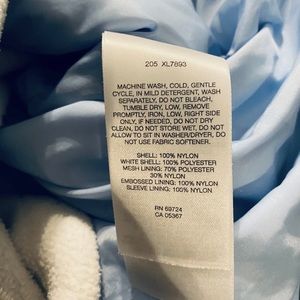 205 XL7893
MACHINE WASH, COLD, GENTLE
CYCLE, IN MILD DETERGENT, WASH
SEPARATELY, DO NOT BLEACH,
TUMBLE DRY, LOW, REMOVE
PROMPTLY, IRON, LOW, RIGHT SIDE
ONLY, IF NEEDED, DO NOT DRY
CLEAN, DO NOT STORE WET, DO NOT
ALLOW TO SIT IN WASHER/DRYER, DO
NOT USE FABRIC SOFTENER.
SHELL: 100% NYLON
WHITE SHELL: 100% POLYESTER
MESH LINING: 70% POLYESTER
30% NYLON
EMBOSSED LINING: 100% NYLON
SLEEVE LINING: 100% NYLON
RN 69724
CA 05367